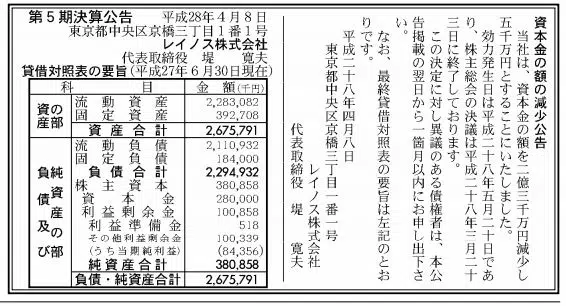 資本金の額の減少公告
当社は、資本金の額を二億三千万円減少し
五千万円とすることにいたしました。
効力発生日は平成二十八年五月二十日であ
り、株主総会の決議は平成二十八年三月二十
三日に終了しております。
この決定に対し異議のある債権者は、本公
告掲載の翌日から一箇月以内にお申し出下さ
い。
なお、最終貸借対照表の要旨は左記のとお
りです。
平成二十八年四月八日
東京都中央区京橋三丁目一番一号
レイノス株式会社
代表取締役 堤 寛夫
第5期決算公告 平成28年4月8日
東京都中央区京橋三丁目1番1号
レイノス株式会社
代表取締役 堤 寛夫
貸借対照表の要旨(平成27年6月30日現在)
科 目 金 額(千円)
資産の部
流動資産 2,283,082
固定資産 392,708
資産合計 2,675,791
負債及び純資産の部
流動負債 2,110,932
固定負債 184,000
負債合計 2,294,932
株主資本 380,858
資本金 280,000
利益剰余金 100,858
利益準備金 518
その他利益剰余金 100,339
(うち当期純利益) (84,356)
純資産合計 380,858
負債・純資産合計 2,675,791